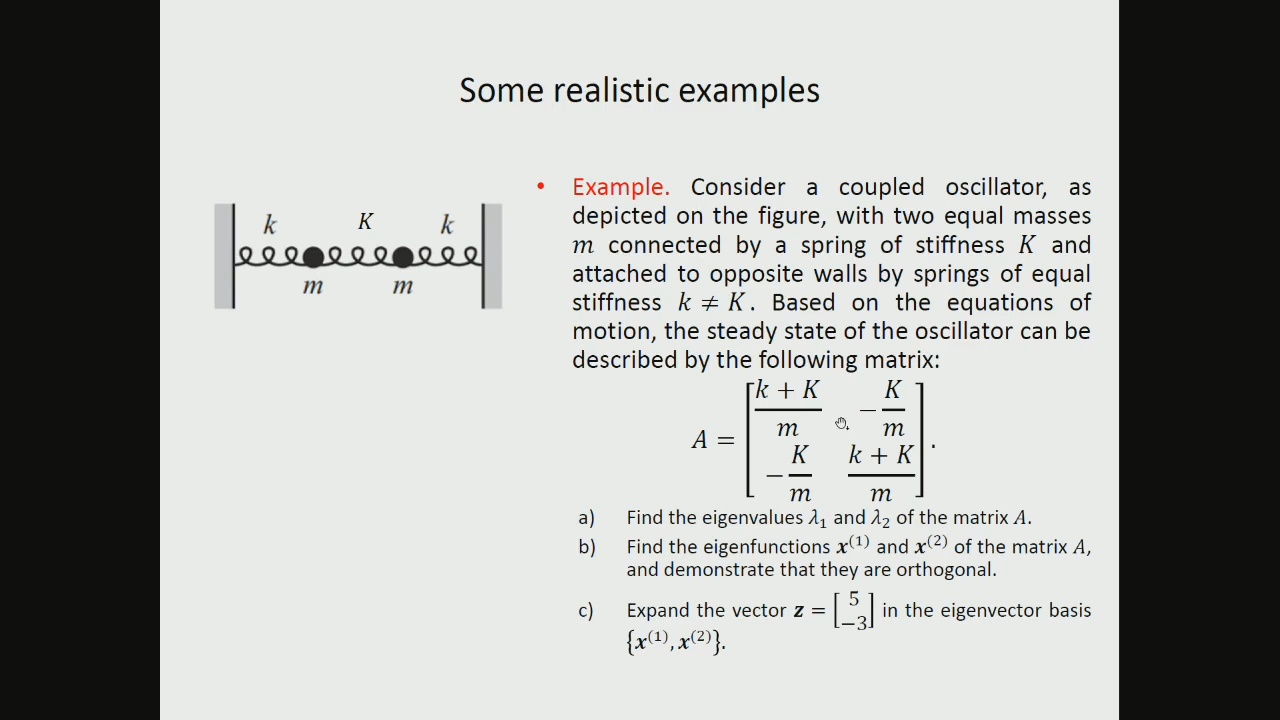 Some realistic examples
k K k
m m
• Example. Consider a coupled oscillator, as
depicted on the figure, with two equal masses
m connected by a spring of stiffness K and
attached to opposite walls by springs of equal
stiffness k ≠ K. Based on the equations of
motion, the steady state of the oscillator can be
described by the following matrix:
A = [ (k + K)/m  −K/m ; −K/m  (k + K)/m ].
a) Find the eigenvalues λ₁ and λ₂ of the matrix A.
b) Find the eigenfunctions x⁽¹⁾ and x⁽²⁾ of the matrix A,
and demonstrate that they are orthogonal.
c) Expand the vector z = [5 ; −3] in the eigenvector basis
{x⁽¹⁾, x⁽²⁾}.